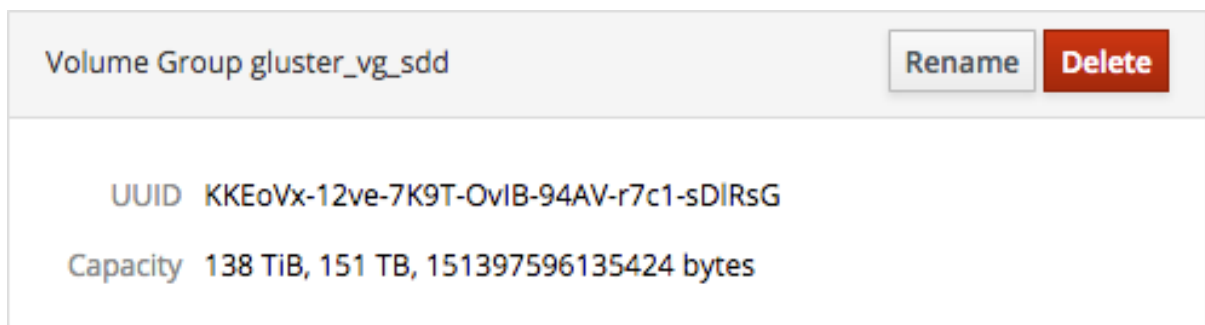 Volume Group gluster_vg_sdd
Rename
Delete
UUID KKEoVx-12ve-7K9T-OvIB-94AV-r7c1-sDlRsG
Capacity 138 TiB, 151 TB, 151397596135424 bytes